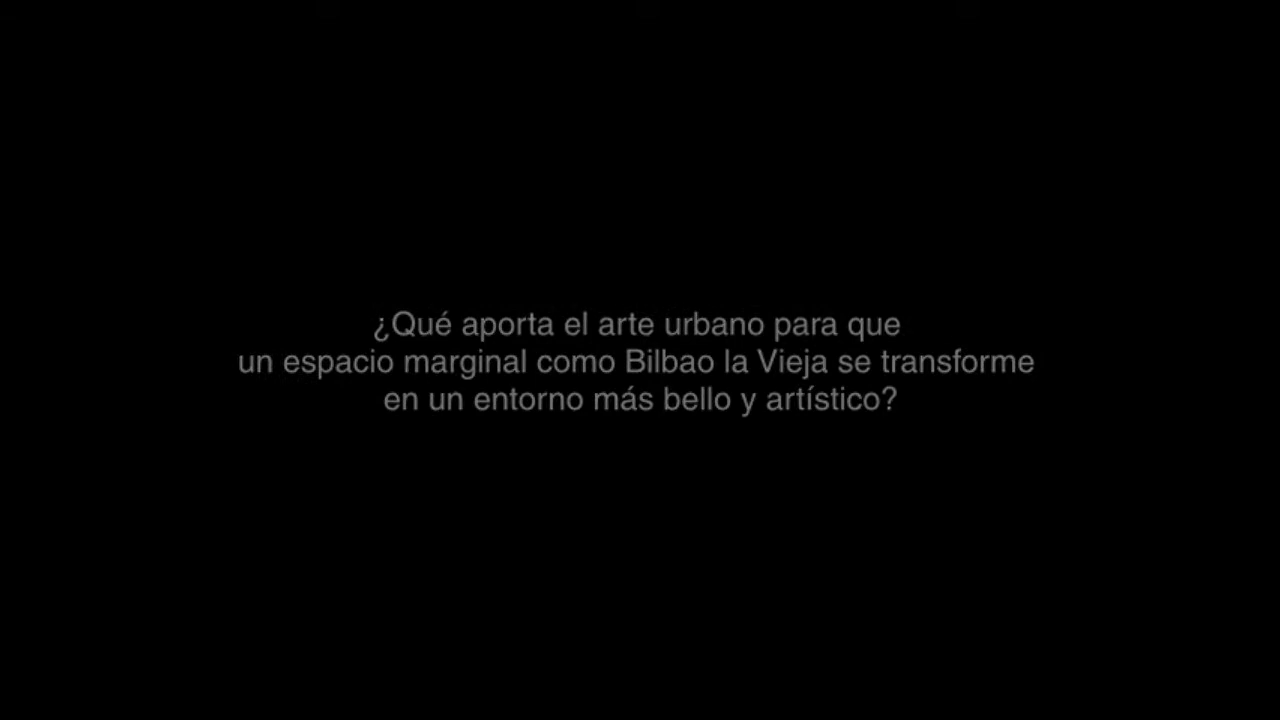 ¿Qué aporta el arte urbano para que
un espacio marginal como Bilbao la Vieja se transforme
en un entorno más bello y artístico?